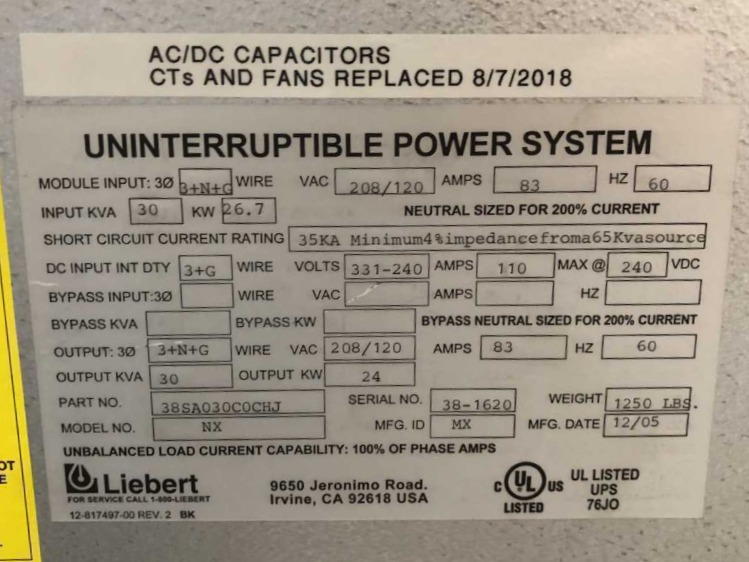 AC/DC CAPACITORS
CTs AND FANS REPLACED 8/7/2018
UNINTERRUPTIBLE POWER SYSTEM
MODULE INPUT: 3Ø 3+N+G WIRE VAC 208/120 AMPS 83 HZ 60
INPUT KVA 30 KW 26.7 NEUTRAL SIZED FOR 200% CURRENT
SHORT CIRCUIT CURRENT RATING 35KA Minimum4%impedancefroma65Kvasource
DC INPUT INT DTY 3+G WIRE VOLTS 331-240 AMPS 110 MAX @ 240 VDC
BYPASS INPUT:3Ø WIRE VAC AMPS HZ
BYPASS KVA BYPASS KW BYPASS NEUTRAL SIZED FOR 200% CURRENT
OUTPUT: 3Ø 3+N+G WIRE VAC 208/120 AMPS 83 HZ 60
OUTPUT KVA 30 OUTPUT KW 24
PART NO. 38SA030C0CHJ SERIAL NO. 38-1620 WEIGHT 1250 LBS.
MODEL NO. NX MFG. ID MX MFG. DATE 12/05
UNBALANCED LOAD CURRENT CAPABILITY: 100% OF PHASE AMPS
Liebert
FOR SERVICE CALL 1-800-LIEBERT
12-817497-00 REV. 2 BK
9650 Jeronimo Road.
Irvine, CA 92618 USA
C UL US
LISTED
UL LISTED
UPS
76JO
OT
E